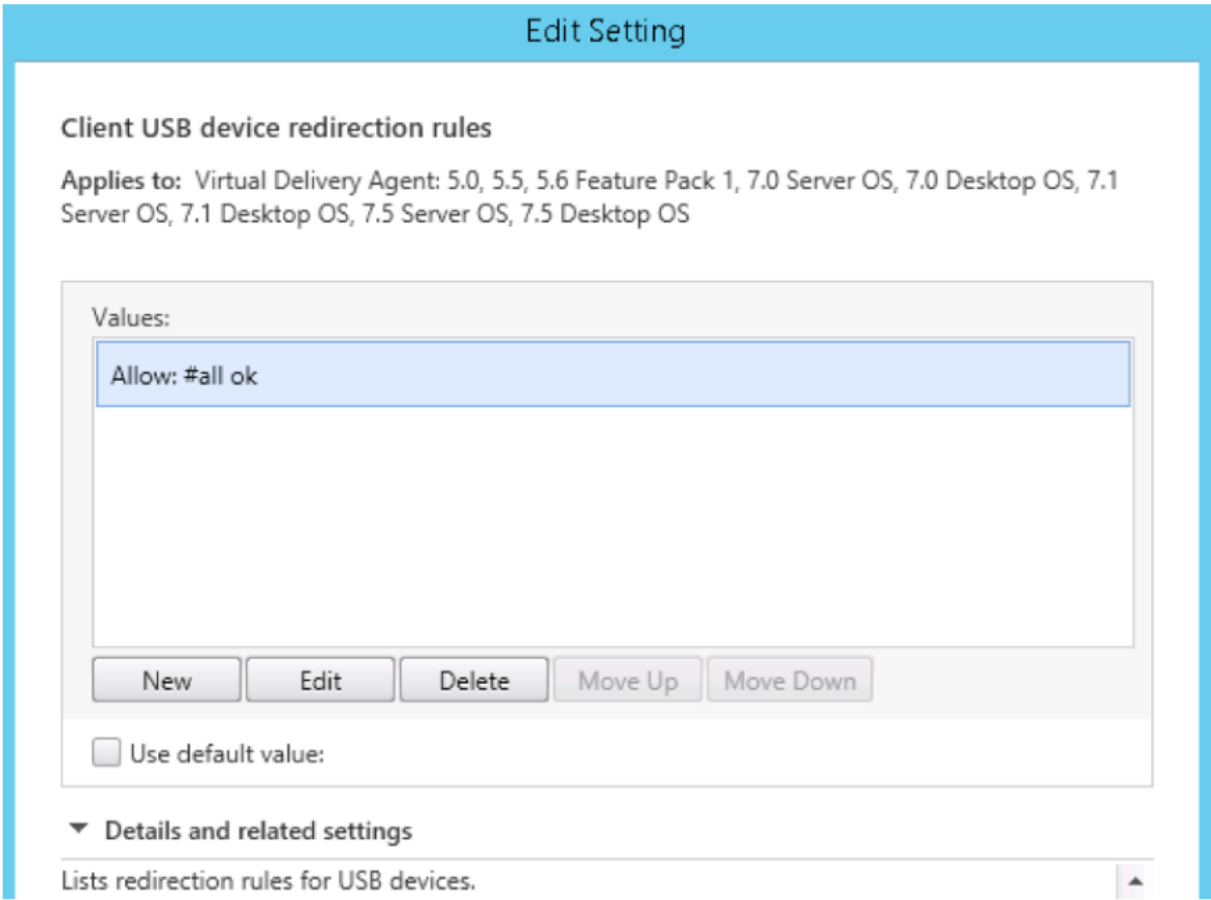 Edit Setting
Client USB device redirection rules
Applies to: Virtual Delivery Agent: 5.0, 5.5, 5.6 Feature Pack 1, 7.0 Server OS, 7.0 Desktop OS, 7.1
Server OS, 7.1 Desktop OS, 7.5 Server OS, 7.5 Desktop OS
Values:
Allow: #all ok
New Edit Delete Move Up Move Down
Use default value:
Details and related settings
Lists redirection rules for USB devices.